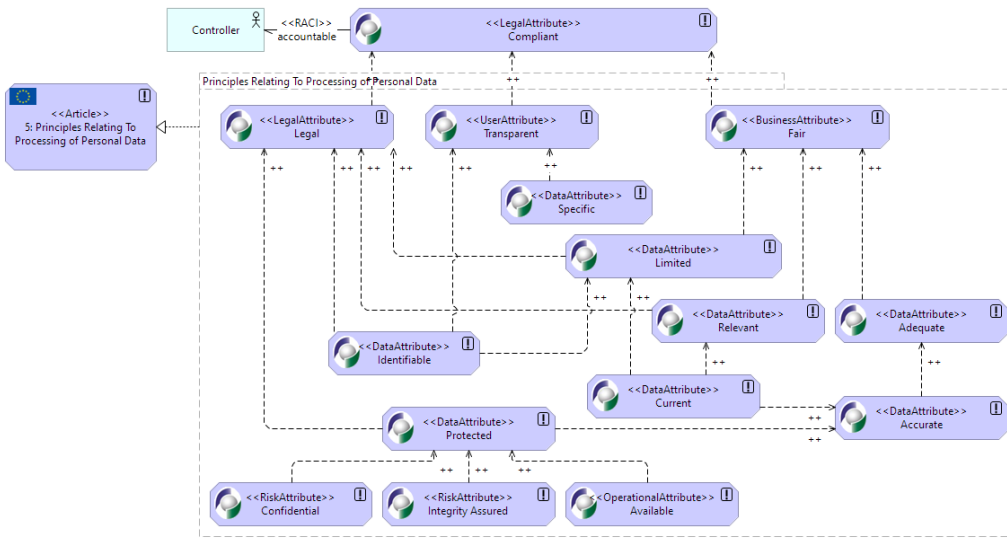 Controller
<<RACI>>
accountable
<<LegalAttribute>>
Compliant
++
++
++
Principles Relating To Processing of Personal Data
<<Article>>
5: Principles Relating To
Processing of Personal Data
<<LegalAttribute>>
Legal
<<UserAttribute>>
Transparent
<<BusinessAttribute>>
Fair
++
++
++
++
++
++
++
++
++
<<DataAttribute>>
Specific
<<DataAttribute>>
Limited
++
++
<<DataAttribute>>
Relevant
<<DataAttribute>>
Adequate
<<DataAttribute>>
Identifiable
++
++
<<DataAttribute>>
Current
<<DataAttribute>>
Accurate
++
++
<<DataAttribute>>
Protected
++
++
++
<<RiskAttribute>>
Confidential
<<RiskAttribute>>
Integrity Assured
<<OperationalAttribute>>
Available